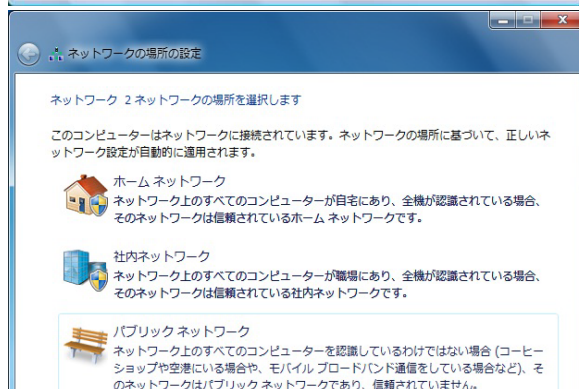 ネットワークの場所の設定
ネットワーク 2 ネットワークの場所を選択します
このコンピューターはネットワークに接続されています。ネットワークの場所に基づいて、正しいネ
ットワーク設定が自動的に適用されます。
ホーム ネットワーク
ネットワーク上のすべてのコンピューターが自宅にあり、全機が認識されている場合、
そのネットワークは信頼されているホーム ネットワークです。
社内ネットワーク
ネットワーク上のすべてのコンピューターが職場にあり、全機が認識されている場合、
そのネットワークは信頼されている社内ネットワークです。
パブリック ネットワーク
ネットワーク上のすべてのコンピューターを認識しているわけではない場合 (コーヒー
ショップや空港にいる場合や、モバイル ブロードバンド通信をしている場合など)、そ
のネットワークはパブリック ネットワークであり、信頼されていません。